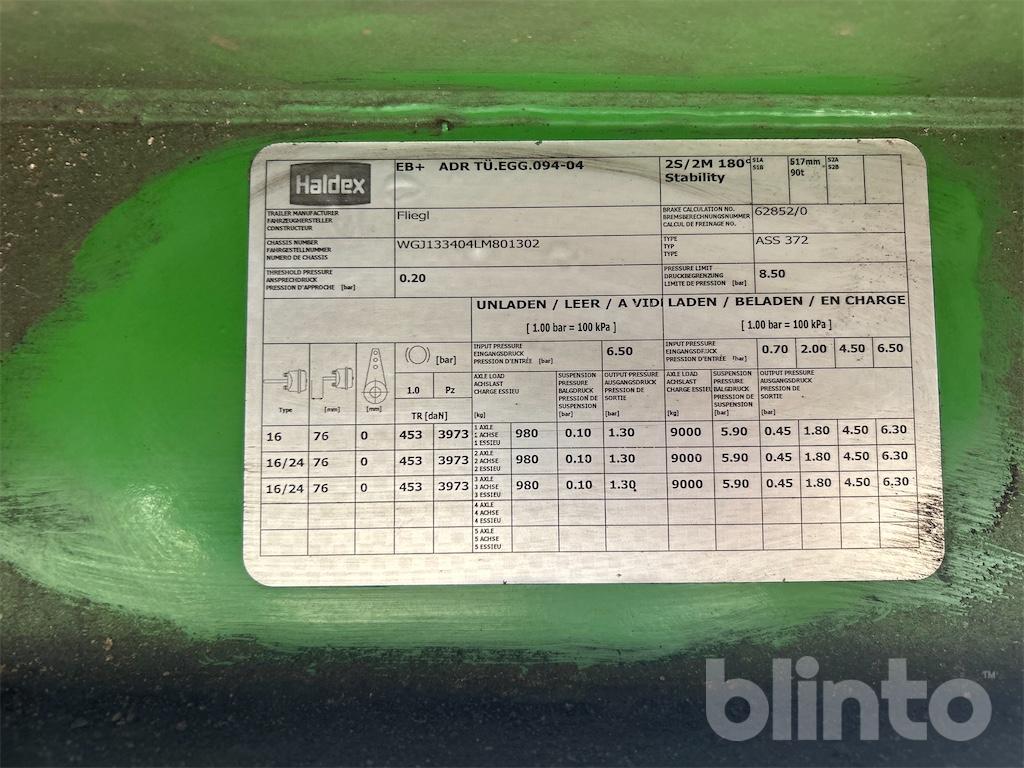 Haldex
EB+ ADR TÜ.EGG.094-04
2S/2M 180°
Stability
S1A
S1B
517mm
90t
S2A
S2B
TRAILER MANUFACTURER
FAHRZEUGHERSTELLER
CONSTRUCTEUR
Fliegl
BRAKE CALCULATION NO.
BREMSBERECHNUNGSNUMMER
CALCUL DE FREINAGE NO.
62852/0
CHASSIS NUMBER
FAHRGESTELLNUMMER
NUMERO DE CHASSIS
WGJ133404LM801302
TYPE
TYP
TYPE
ASS 372
THRESHOLD PRESSURE
ANSPRECHDRUCK
PRESSION D'APPROCHE [bar]
0.20
PRESSURE LIMIT
DRUCKBEGRENZUNG
LIMITE DE PRESSION [bar]
8.50
UNLADEN / LEER / A VID
[ 1.00 bar = 100 kPa ]
LADEN / BELADEN / EN CHARGE
[ 1.00 bar = 100 kPa ]
INPUT PRESSURE
EINGANGSDRUCK
PRESSION D'ENTRÉE [bar]
6.50
INPUT PRESSURE
EINGANGSDRUCK
PRESSION D'ENTRÉE [bar]
0.70 2.00 4.50 6.50
Type
[mm]
[mm]
[bar]
1.0 Pz
TR [daN]
AXLE LOAD
ACHSLAST
CHARGE ESSIEU
[kg]
SUSPENSION
PRESSURE
BALGDRUCK
PRESSION DE
SUSPENSION
[bar]
OUTPUT PRESSURE
AUSGANGSDRUCK
PRESSION DE
SORTIE
[bar]
AXLE LOAD
ACHSLAST
CHARGE ESSIEU
[kg]
SUSPENSION
PRESSURE
BALGDRUCK
PRESSION DE
SUSPENSION
[bar]
OUTPUT PRESSURE
AUSGANGSDRUCK
PRESSION DE
SORTIE
[bar]
16 76 0 453 3973
1 AXLE
1 ACHSE
1 ESSIEU
980 0.10 1.30 9000 5.90 0.45 1.80 4.50 6.30
16/24 76 0 453 3973
2 AXLE
2 ACHSE
2 ESSIEU
980 0.10 1.30 9000 5.90 0.45 1.80 4.50 6.30
16/24 76 0 453 3973
3 AXLE
3 ACHSE
3 ESSIEU
980 0.10 1.30 9000 5.90 0.45 1.80 4.50 6.30
4 AXLE
4 ACHSE
4 ESSIEU
5 AXLE
5 ACHSE
5 ESSIEU
blinto™